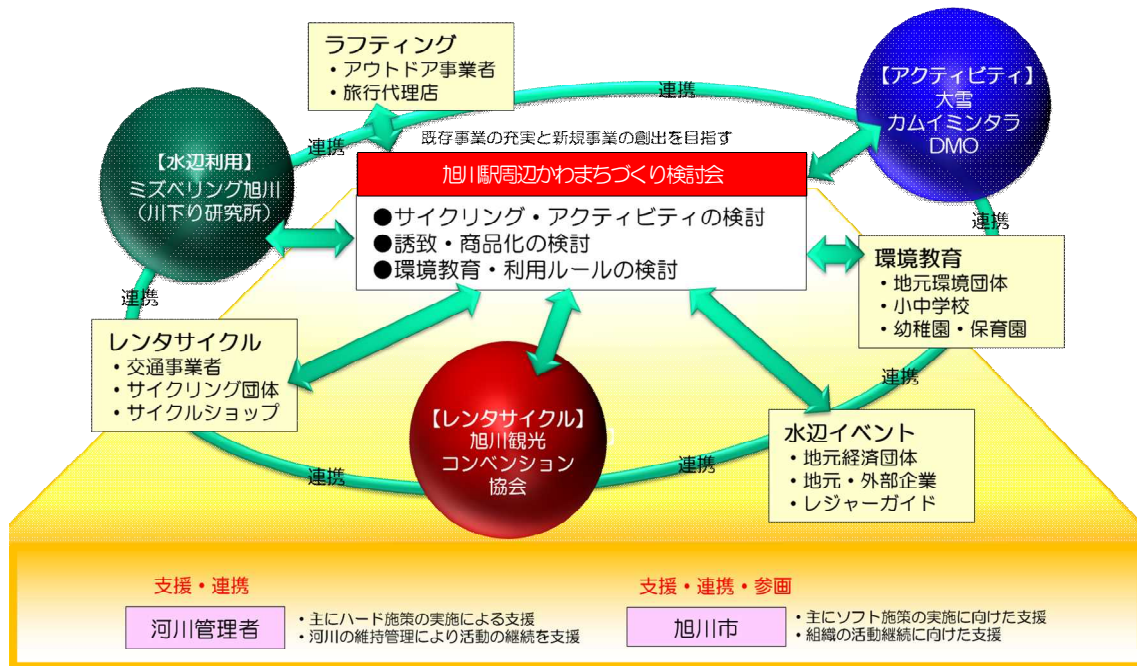 ラフティング
・アウトドア事業者
・旅行代理店
【アクティビティ】
大雪
カムイミンタラ
DMO
連携
連携
既存事業の充実と新規事業の創出を目指す
【水辺利用】
ミズベリング旭川
(川下り研究所)
旭川駅周辺かわまちづくり検討会
●サイクリング・アクティビティの検討
●誘致・商品化の検討
●環境教育・利用ルールの検討
連携
環境教育
・地元環境団体
・小中学校
・幼稚園・保育園
連携
レンタサイクル
・交通事業者
・サイクリング団体
・サイクルショップ
連携
【レンタサイクル】
旭川観光
コンベンション
協会
水辺イベント
・地元経済団体
・地元・外部企業
・レジャーガイド
連携
連携
支援・連携
河川管理者
・主にハード施策の実施による支援
・河川の維持管理により活動の継続を支援
支援・連携・参画
旭川市
・主にソフト施策の実施に向けた支援
・組織の活動継続に向けた支援